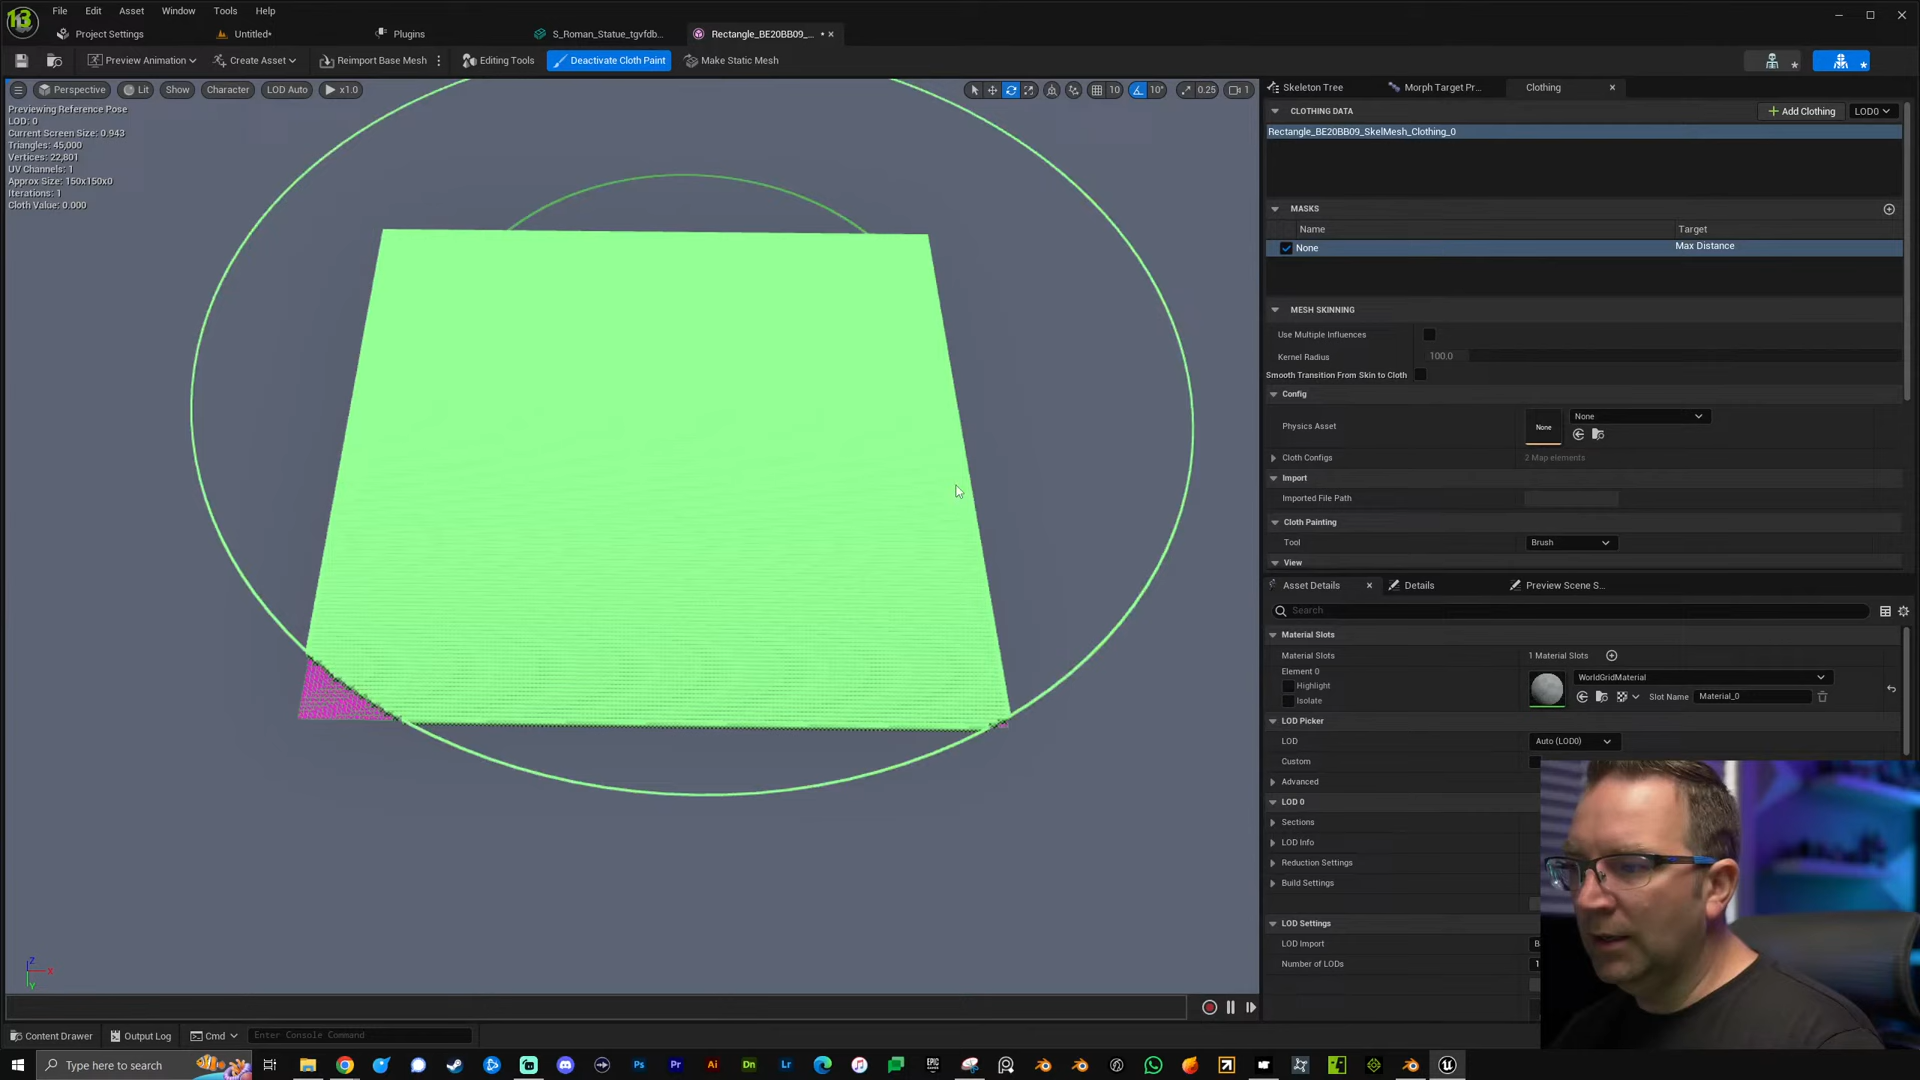 File Edit Asset Window Tools Help
Project Settings Untitled* Plugins S_Roman_Statue_tgvfdb... Rectangle_BE20BB09_... •
Preview Animation Create Asset Reimport Base Mesh Editing Tools Deactivate Cloth Paint Make Static Mesh
Perspective Lit Show Character LOD Auto x1.0 10 10° 0.25 1
Previewing Reference Pose
LOD: 0
Current Screen Size: 0.943
Triangles: 45,000
Vertices: 22,801
UV Channels: 1
Approx Size: 150x150x0
Iterations: 1
Cloth Value: 0.000
Z
X
Y
Skeleton Tree Morph Target Pr... Clothing
CLOTHING DATA Add Clothing LOD0
Rectangle_BE20BB09_SkelMesh_Clothing_0
MASKS
Name Target
None Max Distance
MESH SKINNING
Use Multiple Influences
Kernel Radius 100.0
Smooth Transition From Skin to Cloth
Config
Physics Asset None None
Cloth Configs 2 Map elements
Import
Imported File Path
Cloth Painting
Tool Brush
View
Asset Details Details Preview Scene S...
Search...
Material Slots
Material Slots 1 Material Slots
Element 0
Highlight
Isolate
WorldGridMaterial
Slot Name Material_0
LOD Picker
LOD Auto (LOD0)
Custom
Advanced
LOD 0
Sections
LOD Info
Reduction Settings
Build Settings
LOD Settings
LOD Import
Number of LODs 1
Content Drawer Output Log Cmd Enter Console Command
Type here to search
Ps Pr Ai Dn Lr EPIC GAMES